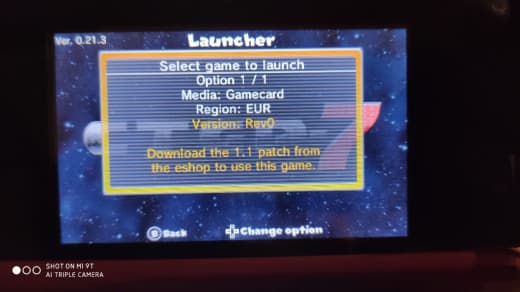 Ver. 0.21.3
Launcher
Select game to launch
Option 1 / 1
Media: Gamecard
Region: EUR
Version: Rev0
Download the 1.1 patch from
the eshop to use this game.
B Back
Change option
SHOT ON MI 9T
AI TRIPLE CAMERA